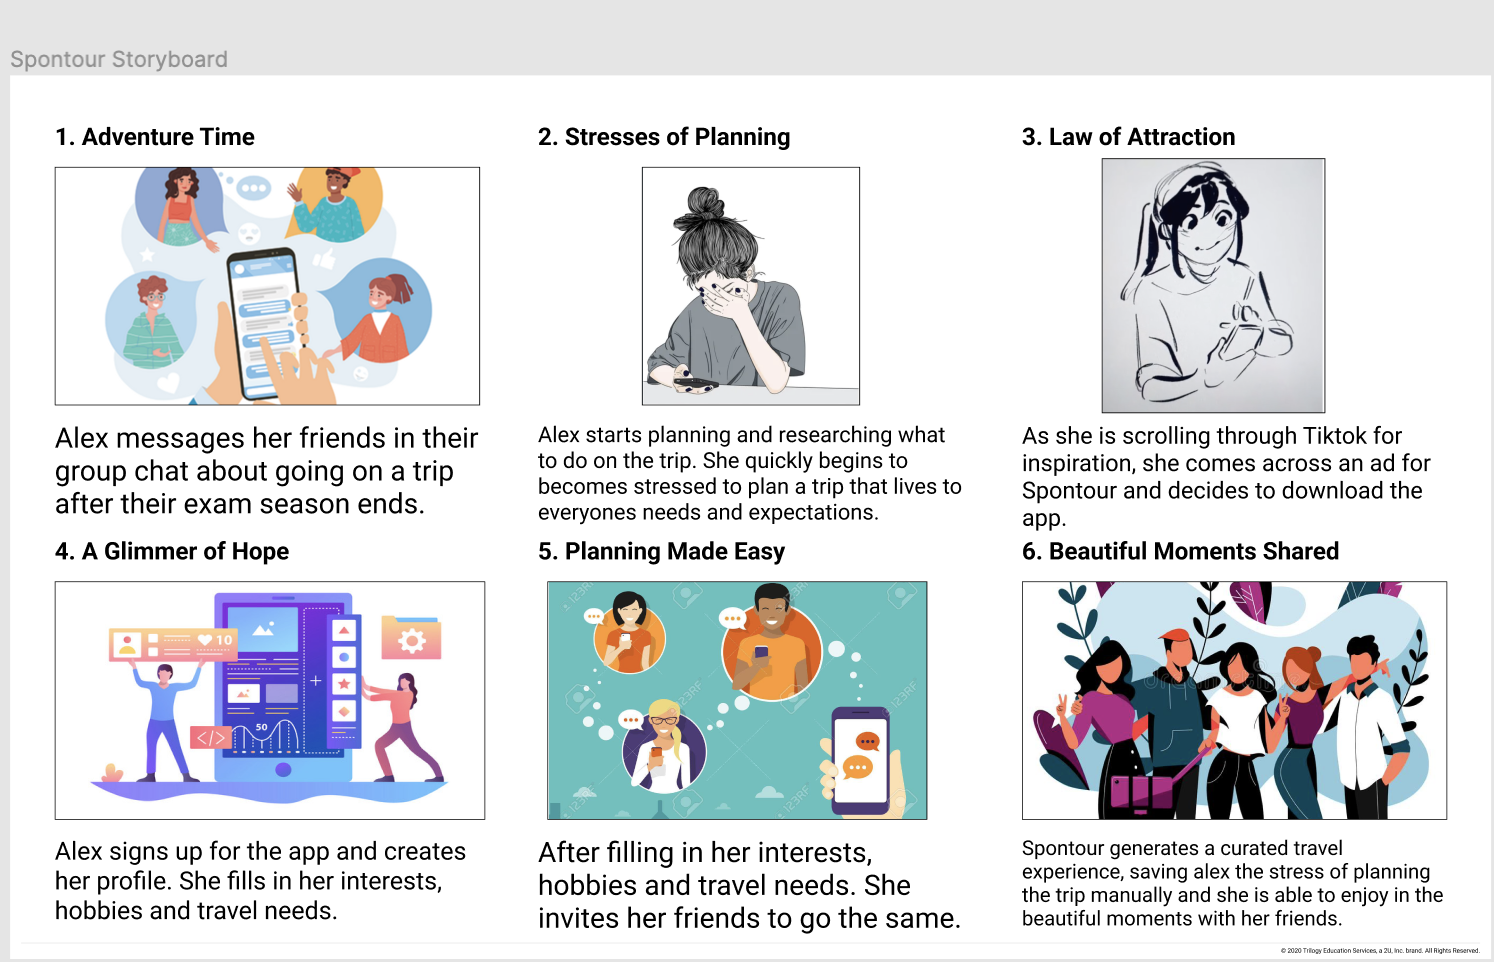 Spontour Storyboard
1. Adventure Time
2. Stresses of Planning
3. Law of Attraction
Alex messages her friends in their
group chat about going on a trip
after their exam season ends.
Alex starts planning and researching what
to do on the trip. She quickly begins to
becomes stressed to plan a trip that lives to
everyones needs and expectations.
As she is scrolling through Tiktok for
inspiration, she comes across an ad for
Spontour and decides to download the
app.
4. A Glimmer of Hope
5. Planning Made Easy
6. Beautiful Moments Shared
10
50
</>
123RF
123RF
123RF
123RF
123RF
Alex signs up for the app and creates
her profile. She fills in her interests,
hobbies and travel needs.
After filling in her interests,
hobbies and travel needs. She
invites her friends to go the same.
Spontour generates a curated travel
experience, saving alex the stress of planning
the trip manually and she is able to enjoy in the
beautiful moments with her friends.
© 2020 Trilogy Education Services, a 2U, Inc. brand. All Rights Reserved.